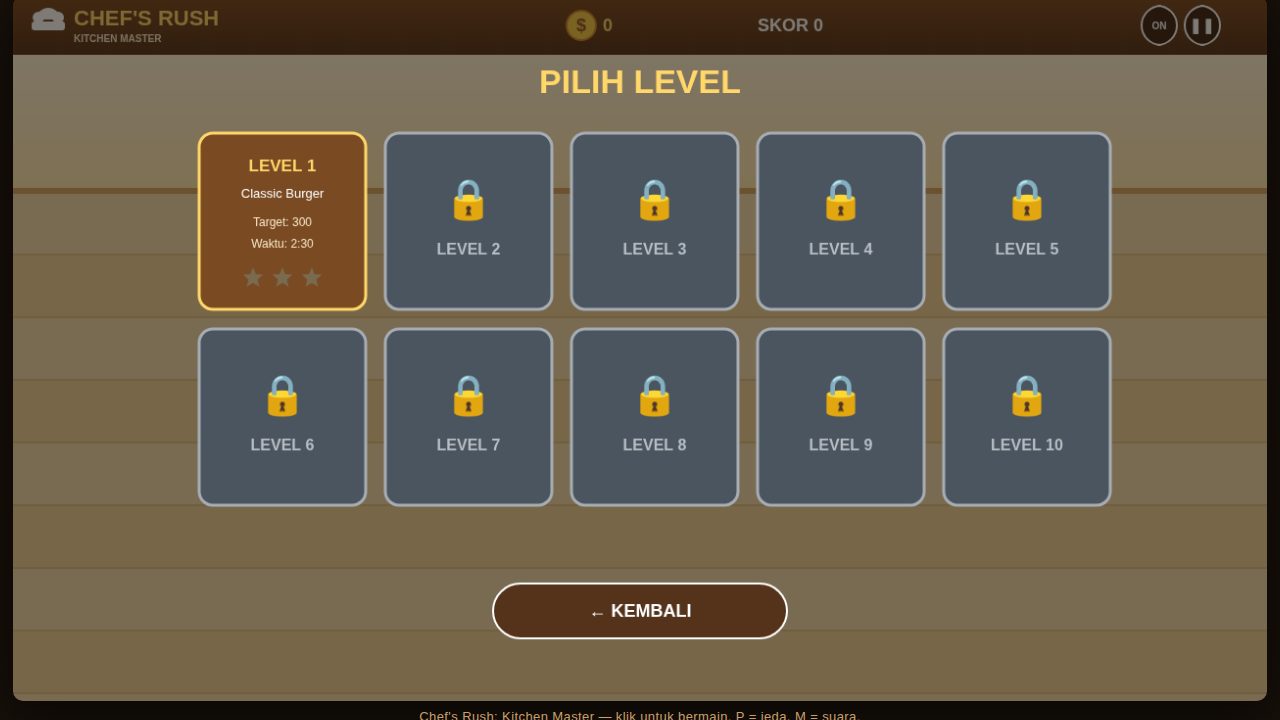 CHEF'S RUSH
KITCHEN MASTER
$ 0
SKOR 0
ON
PILIH LEVEL
LEVEL 1
Classic Burger
Target: 300
Waktu: 2:30
LEVEL 2
LEVEL 3
LEVEL 4
LEVEL 5
LEVEL 6
LEVEL 7
LEVEL 8
LEVEL 9
LEVEL 10
← KEMBALI
Chef's Rush: Kitchen Master — klik untuk bermain. P = jeda, M = suara.